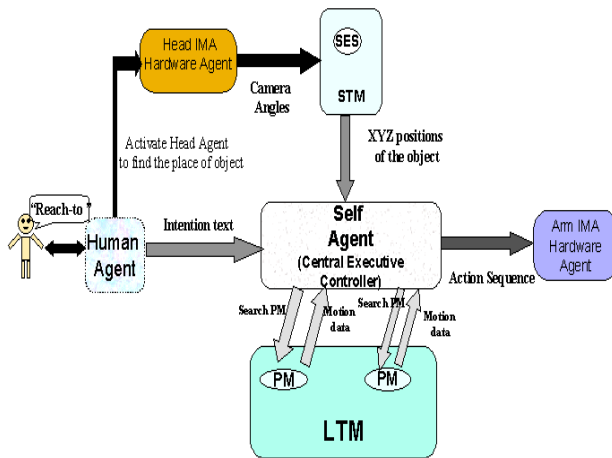 Head IMA
Hardware Agent
SES
STM
Camera
Angles
Activate Head Agent
to find the place of object
XYZ positions
of the object
"Reach-to"
Human
Agent
Intention text
Self
Agent
(Central Executive
Controller)
Action Sequence
Arm IMA
Hardware
Agent
Search PM
Motion
data
Search PM
Motion
data
PM
PM
LTM